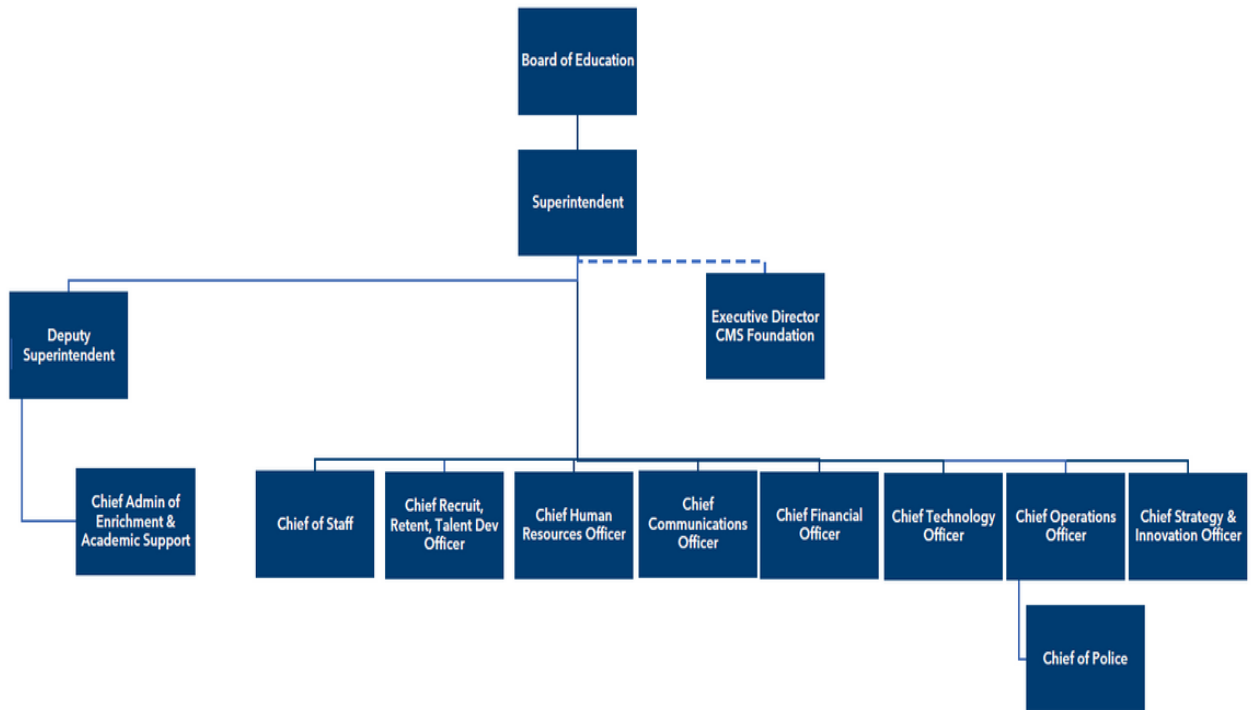 Board of Education
Superintendent
Executive Director
CMS Foundation
Deputy
Superintendent
Chief Admin of
Enrichment &
Academic Support
Chief of Staff
Chief Recruit,
Retent, Talent Dev
Officer
Chief Human
Resources Officer
Chief
Communications
Officer
Chief Financial
Officer
Chief Technology
Officer
Chief Operations
Officer
Chief Strategy &
Innovation Officer
Chief of Police